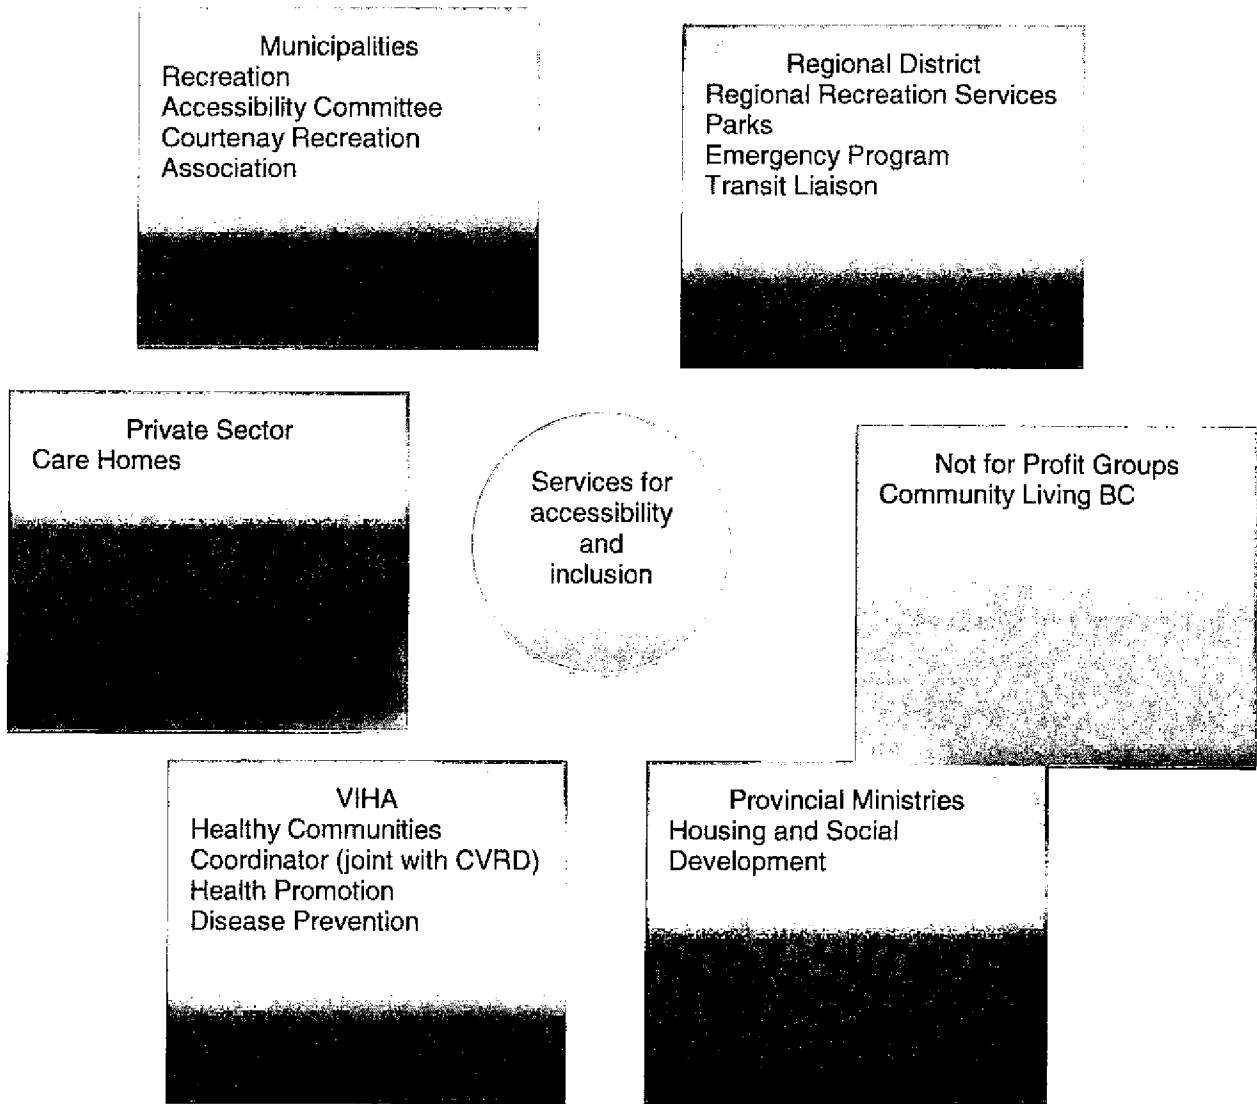 Municipalities
Recreation
Accessibility Committee
Courtenay Recreation
Association
Regional District
Regional Recreation Services
Parks
Emergency Program
Transit Liaison
Private Sector
Care Homes
Services for
accessibility
and
inclusion
Not for Profit Groups
Community Living BC
VIHA
Healthy Communities
Coordinator (joint with CVRD)
Health Promotion
Disease Prevention
Provincial Ministries
Housing and Social
Development